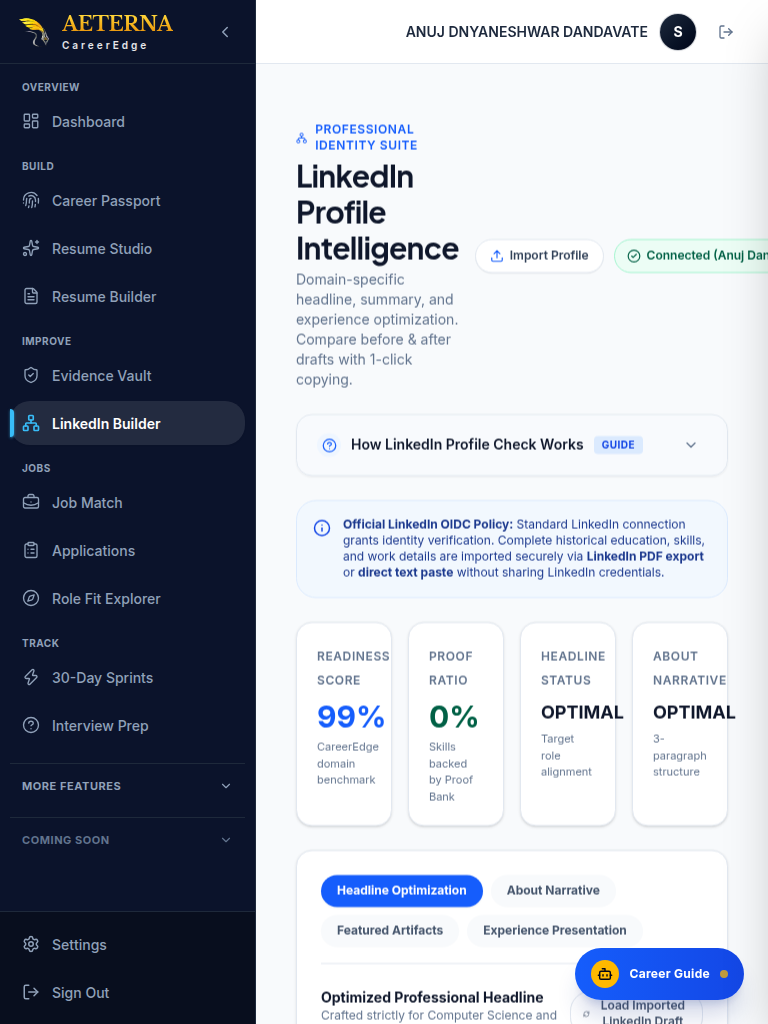 AETERNA
CareerEdge
ANUJ DNYANESHWAR DANDAVATE
S
OVERVIEW
Dashboard
BUILD
Career Passport
Resume Studio
Resume Builder
IMPROVE
Evidence Vault
LinkedIn Builder
JOBS
Job Match
Applications
Role Fit Explorer
TRACK
30-Day Sprints
Interview Prep
MORE FEATURES
COMING SOON
Settings
Sign Out
PROFESSIONAL
IDENTITY SUITE
LinkedIn
Profile
Intelligence
Domain-specific
headline, summary, and
experience optimization.
Compare before & after
drafts with 1-click
copying.
Import Profile
Connected (Anuj Dan
How LinkedIn Profile Check Works GUIDE
Official LinkedIn OIDC Policy: Standard LinkedIn connection
grants identity verification. Complete historical education, skills,
and work details are imported securely via LinkedIn PDF export
or direct text paste without sharing LinkedIn credentials.
READINESS
SCORE
99%
CareerEdge
domain
benchmark
PROOF
RATIO
0%
Skills
backed
by Proof
Bank
HEADLINE
STATUS
OPTIMAL
Target
role
alignment
ABOUT
NARRATIVE
OPTIMAL
3-
paragraph
structure
Headline Optimization
About Narrative
Featured Artifacts
Experience Presentation
Optimized Professional Headline
Crafted strictly for Computer Science and
Load Imported
LinkedIn Draft
Career Guide